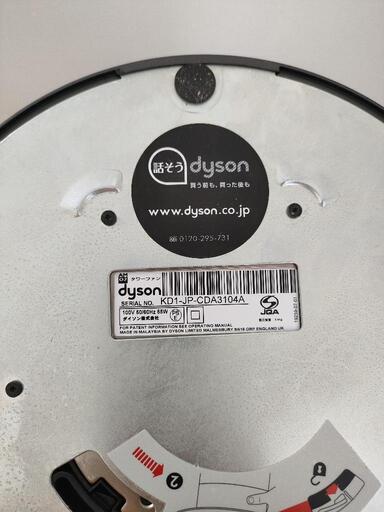 話そう dyson
買う前も、買った後も
www.dyson.co.jp
0120-295-731
タワーファン
dyson
SERIAL NO. KD1-JP-CDA3104A
100V 50/60Hz 65W
ダイソン株式会社
JQA
FOR PATENT INFORMATION SEE OPERATING MANUAL
MADE IN MALAYSIA BY DYSON LIMITED MALMESBURY SN16 0RP ENGLAND UK
2